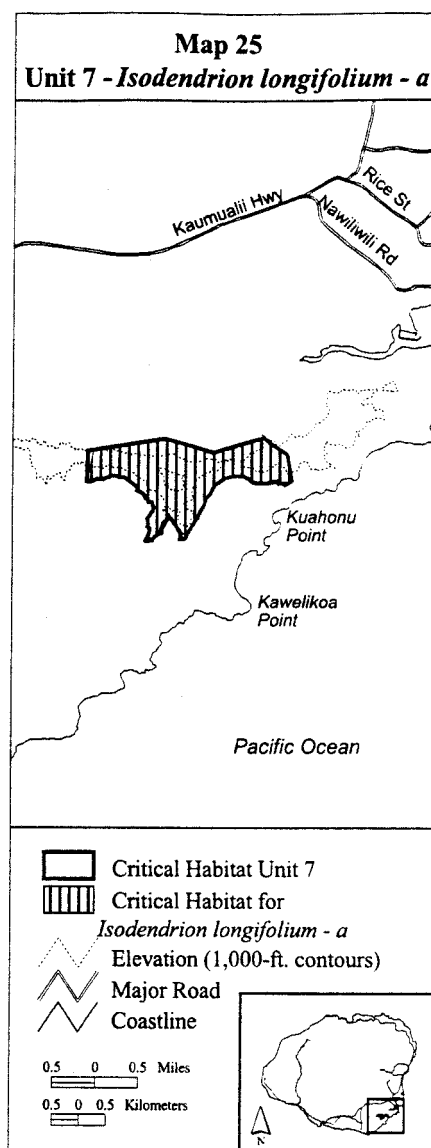 Map 25
Unit 7 - Isodendrion longifolium - a
Rice St
Kaumualii Hwy
Nawiliwili Rd
Kuahonu
Point
Kawelikoa
Point
Pacific Ocean
Critical Habitat Unit 7
Critical Habitat for
Isodendrion longifolium - a
Elevation (1,000-ft. contours)
Major Road
Coastline
0.5 0 0.5 Miles
0.5 0 0.5 Kilometers
N